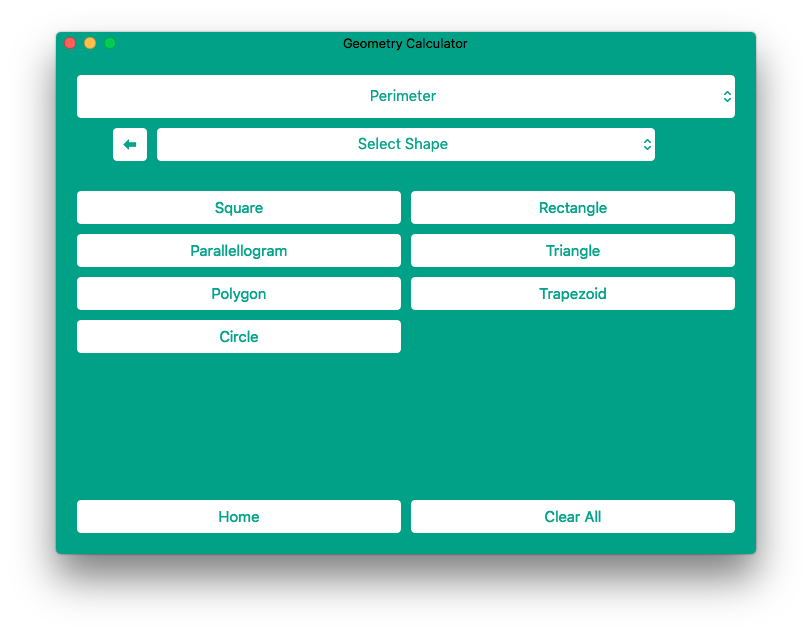 Geometry Calculator
Perimeter
Select Shape
Square
Rectangle
Parallellogram
Triangle
Polygon
Trapezoid
Circle
Home
Clear All